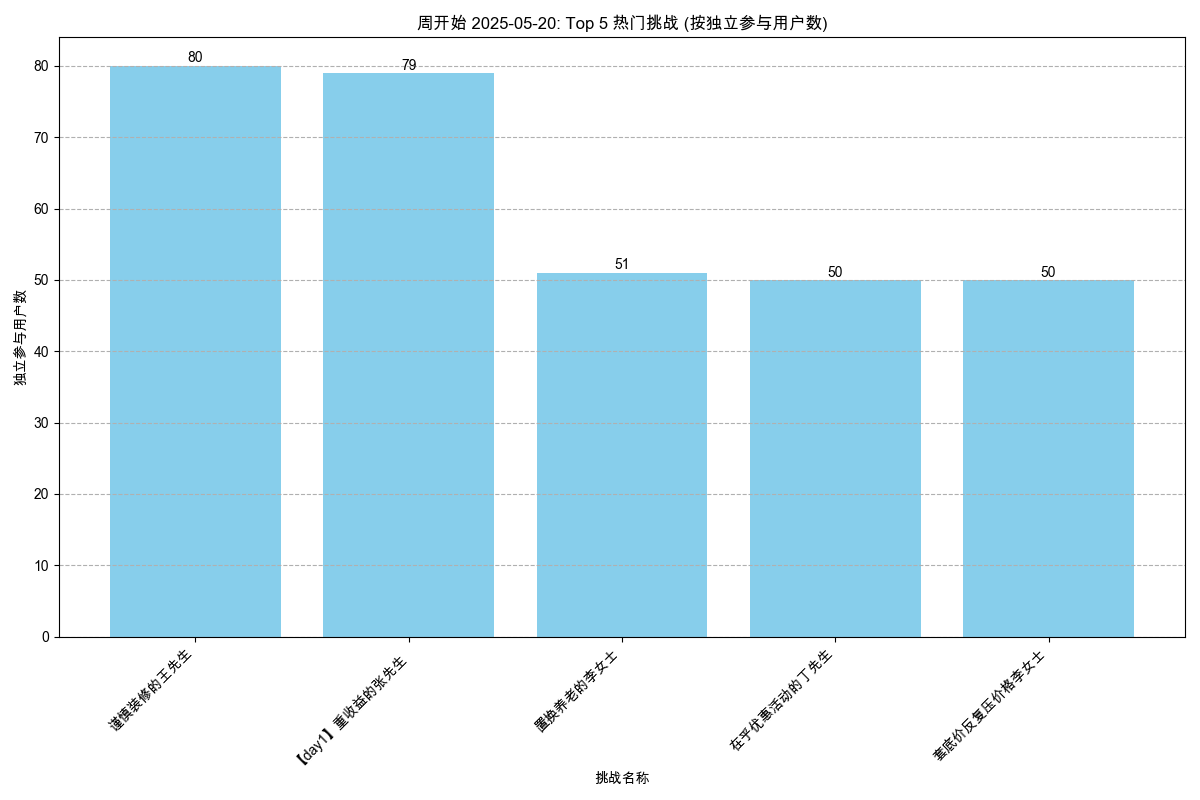 周开始 2025-05-20: Top 5 热门挑战 (按独立参与用户数)
独立参与用户数
80
70
60
50
40
30
20
10
0
80
79
51
50
50
谨慎装修的王先生
【day1】重收益的张先生
置换养老的李女士
在乎优惠活动的丁先生
套底价反复压价格李女士
挑战名称